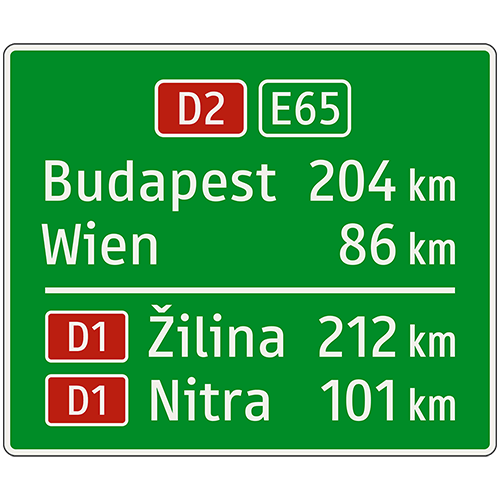 D2 E65
Budapest 204 km
Wien 86 km
D1 Žilina 212 km
D1 Nitra 101 km